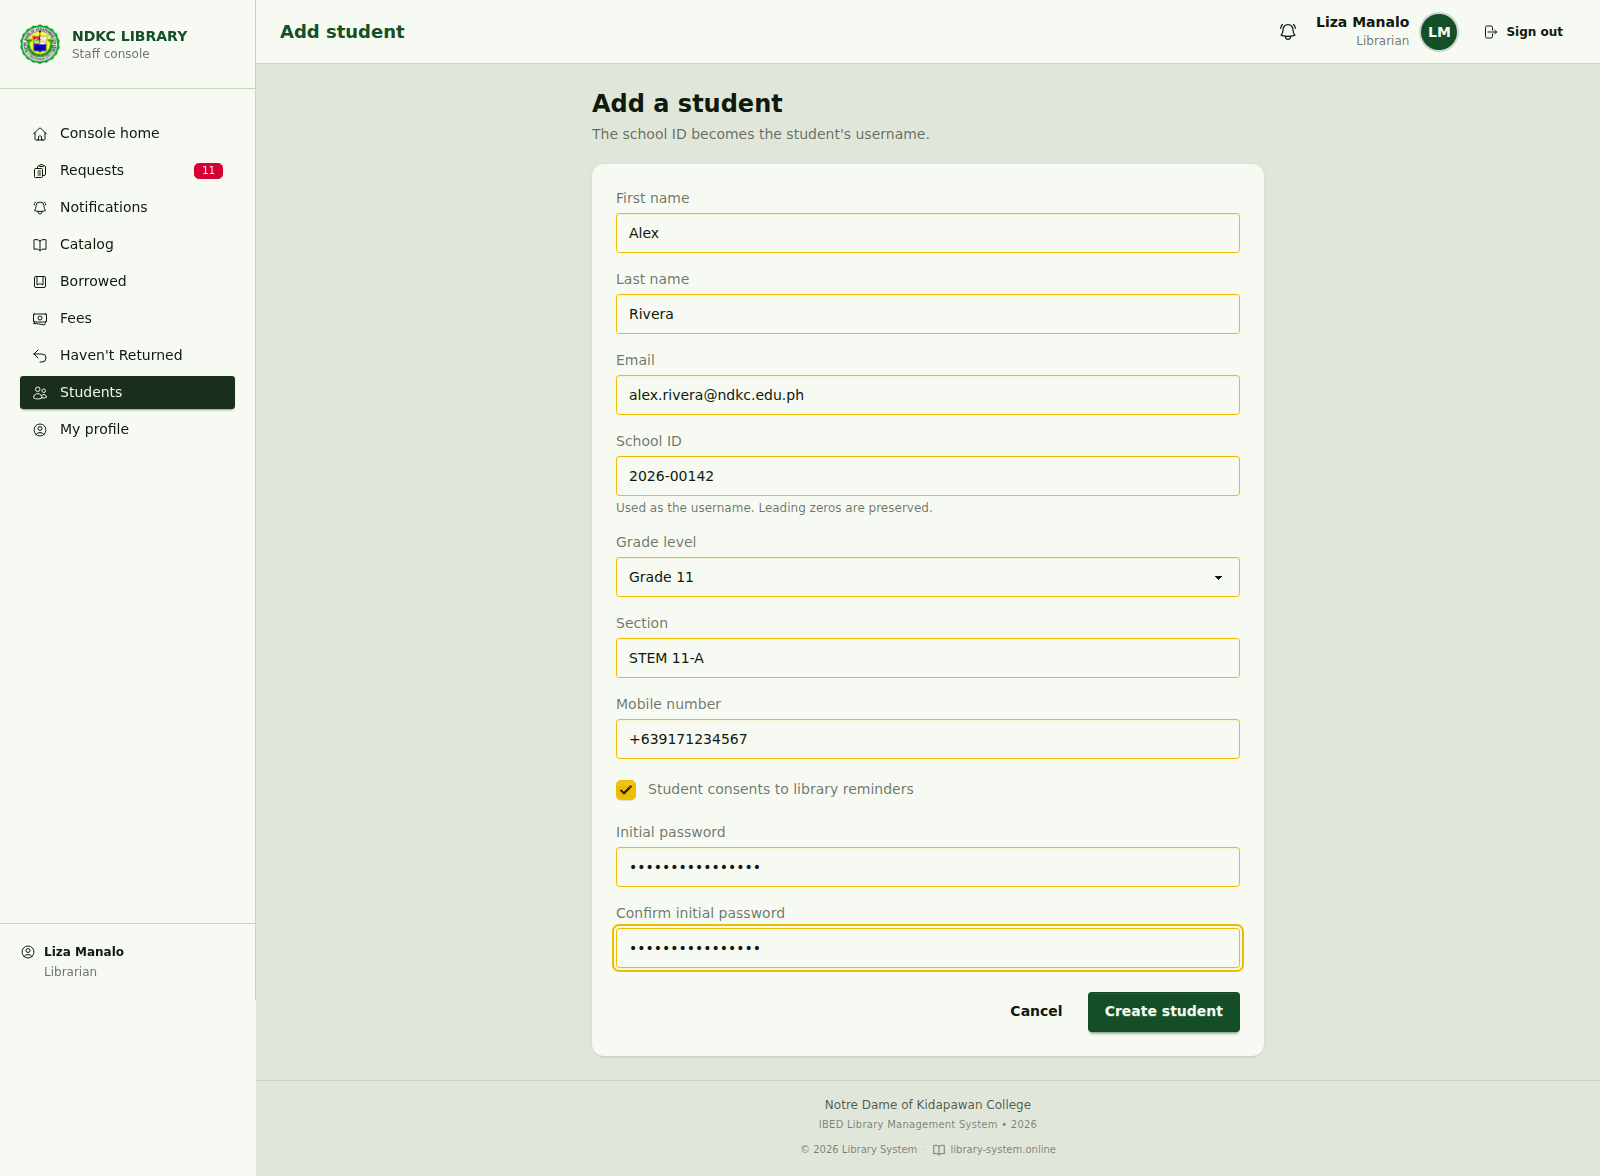 NDKC LIBRARY
Staff console
Console home
Requests 11
Notifications
Catalog
Borrowed
Fees
Haven't Returned
Students
My profile
Liza Manalo
Librarian
Add student
Liza Manalo
Librarian
LM
Sign out
Add a student
The school ID becomes the student's username.
First name
Alex
Last name
Rivera
Email
alex.rivera@ndkc.edu.ph
School ID
2026-00142
Used as the username. Leading zeros are preserved.
Grade level
Grade 11
Section
STEM 11-A
Mobile number
+639171234567
Student consents to library reminders
Initial password
••••••••••••••••
Confirm initial password
••••••••••••••••
Cancel
Create student
Notre Dame of Kidapawan College
IBED Library Management System • 2026
© 2026 Library System · library-system.online